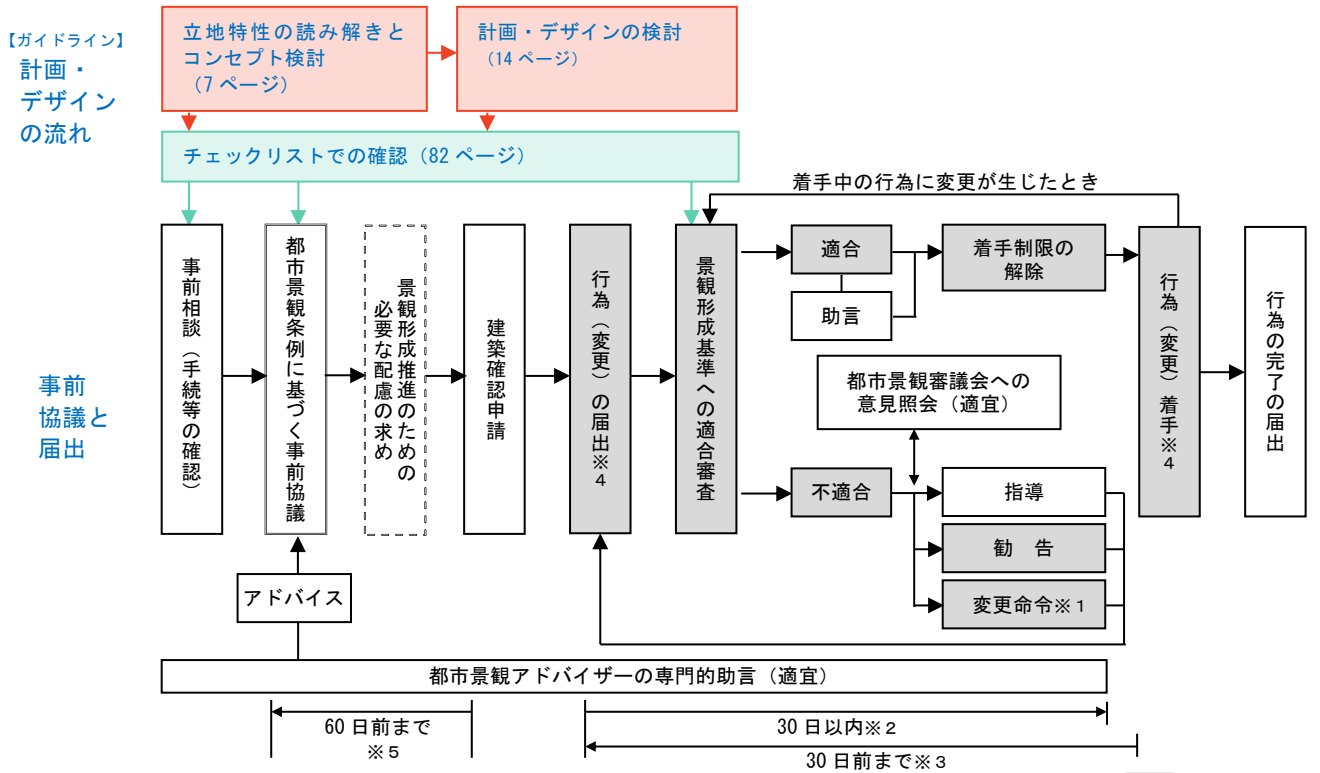 【ガイドライン】
計画・
デザイン
の流れ
立地特性の読み解きと
コンセプト検討
（7 ページ）
計画・デザインの検討
（14 ページ）
チェックリストでの確認（82 ページ）
着手中の行為に変更が生じたとき
事前
協議と
届出
事前相談（手続等の確認）
都市景観条例に基づく事前協議
景観形成推進のための
必要な配慮の求め
建築確認申請
行為（変更）の届出※４
景観形成基準への適合審査
適合
助言
着手制限の
解除
都市景観審議会への
意見照会（適宜）
不適合
指導
勧　告
変更命令※１
行為（変更）着手※４
行為の完了の届出
アドバイス
都市景観アドバイザーの専門的助言（適宜）
60 日前まで
※５
30 日以内※２
30 日前まで※３